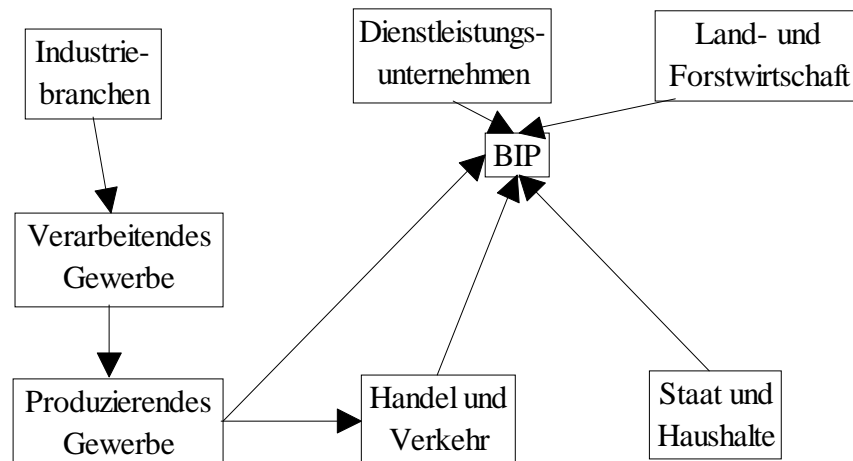 Industrie-
branchen
Dienstleistungs-
unternehmen
Land- und
Forstwirtschaft
BIP
Verarbeitendes
Gewerbe
Produzierendes
Gewerbe
Handel und
Verkehr
Staat und
Haushalte